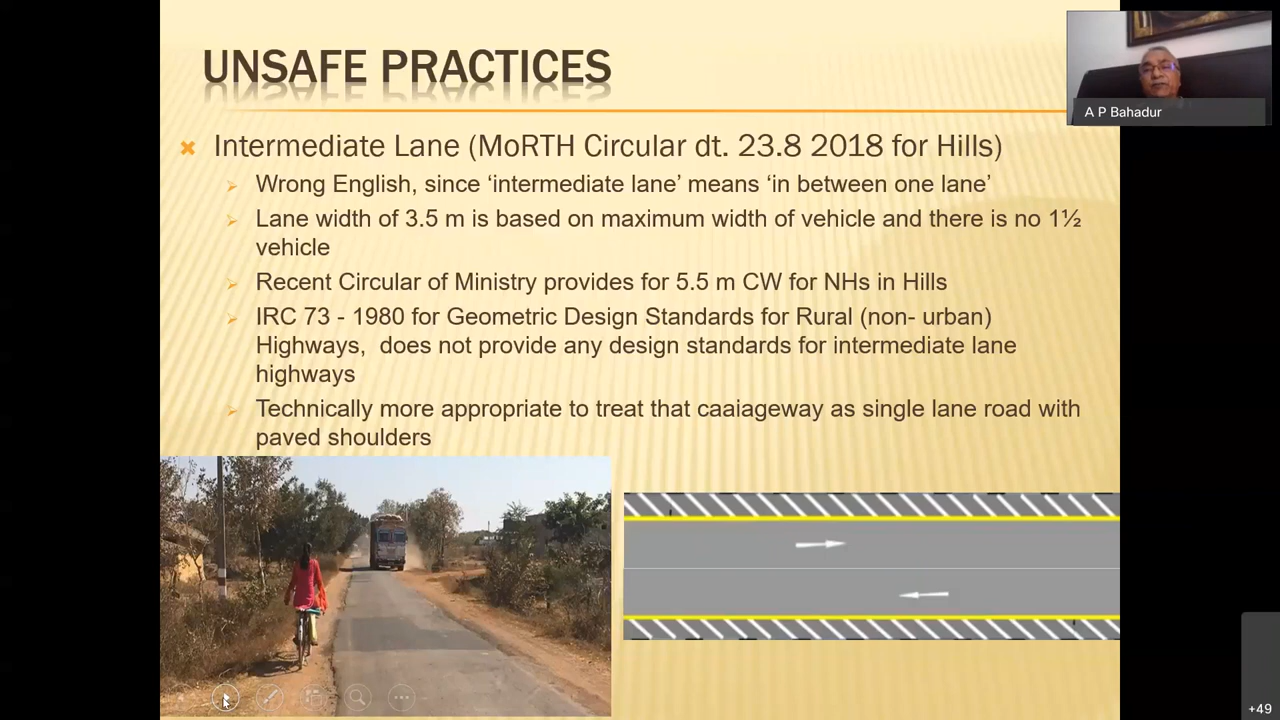 UNSAFE PRACTICES
A P Bahadur
Intermediate Lane (MoRTH Circular dt. 23.8 2018 for Hills)
Wrong English, since ‘intermediate lane’ means ‘in between one lane’
Lane width of 3.5 m is based on maximum width of vehicle and there is no 1½
vehicle
Recent Circular of Ministry provides for 5.5 m CW for NHs in Hills
IRC 73 - 1980 for Geometric Design Standards for Rural (non- urban)
Highways, does not provide any design standards for intermediate lane
highways
Technically more appropriate to treat that caaiageway as single lane road with
paved shoulders
+49